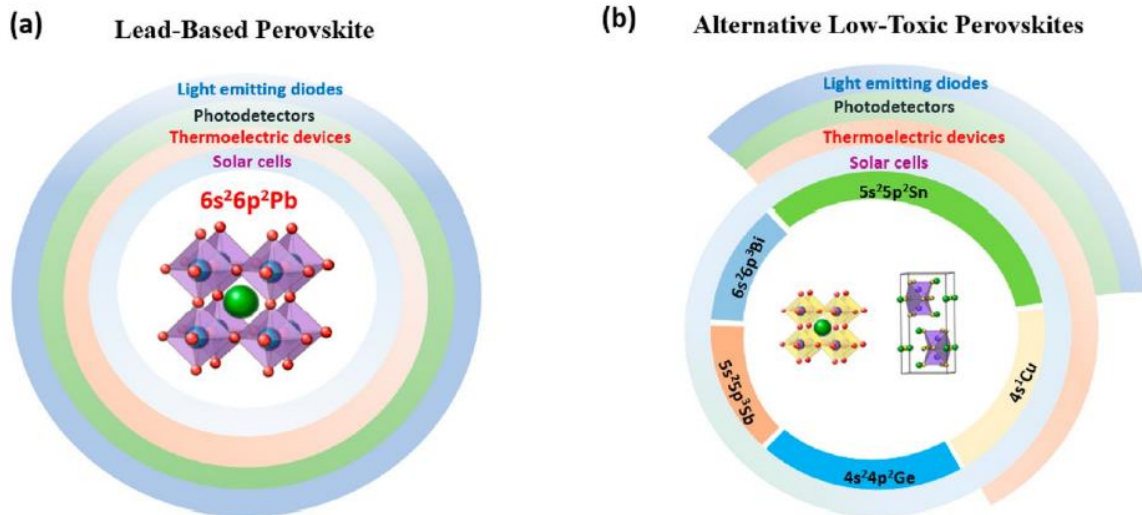 (a)
Lead-Based Perovskite
Light emitting diodes
Photodetectors
Thermoelectric devices
Solar cells
6s²6p²Pb
(b)
Alternative Low-Toxic Perovskites
Light emitting diodes
Photodetectors
Thermoelectric devices
Solar cells
5s²5p²Sn
6s²6p³Bi
5s²5p³Sb
4s¹Cu
4s²4p²Ge